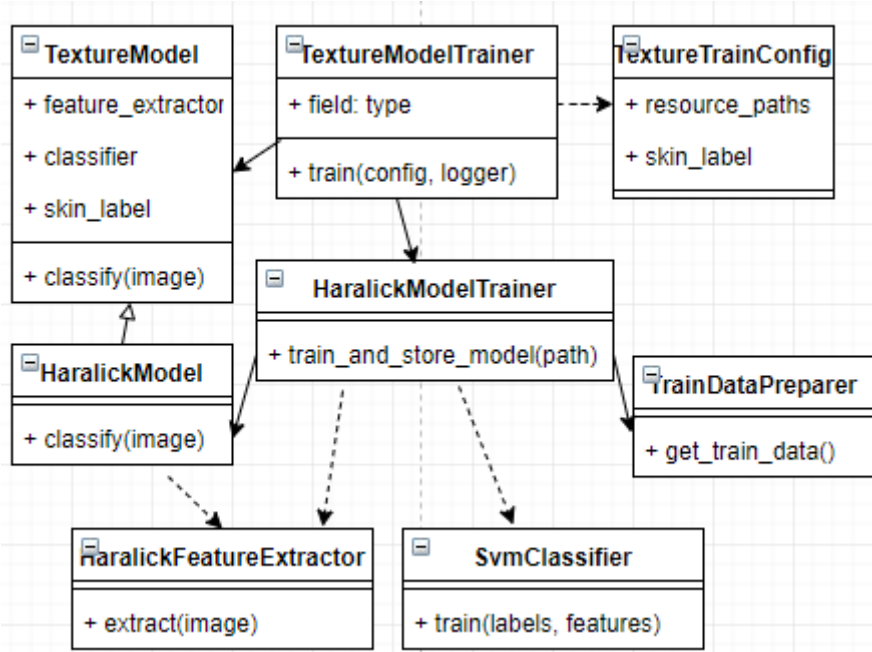 TextureModel
+ feature_extractor
+ classifier
+ skin_label
+ classify(image)
TextureModelTrainer
+ field: type
+ train(config, logger)
TextureTrainConfig
+ resource_paths
+ skin_label
HaralickModelTrainer
+ train_and_store_model(path)
HaralickModel
+ classify(image)
TrainDataPreparer
+ get_train_data()
HaralickFeatureExtractor
+ extract(image)
SvmClassifier
+ train(labels, features)